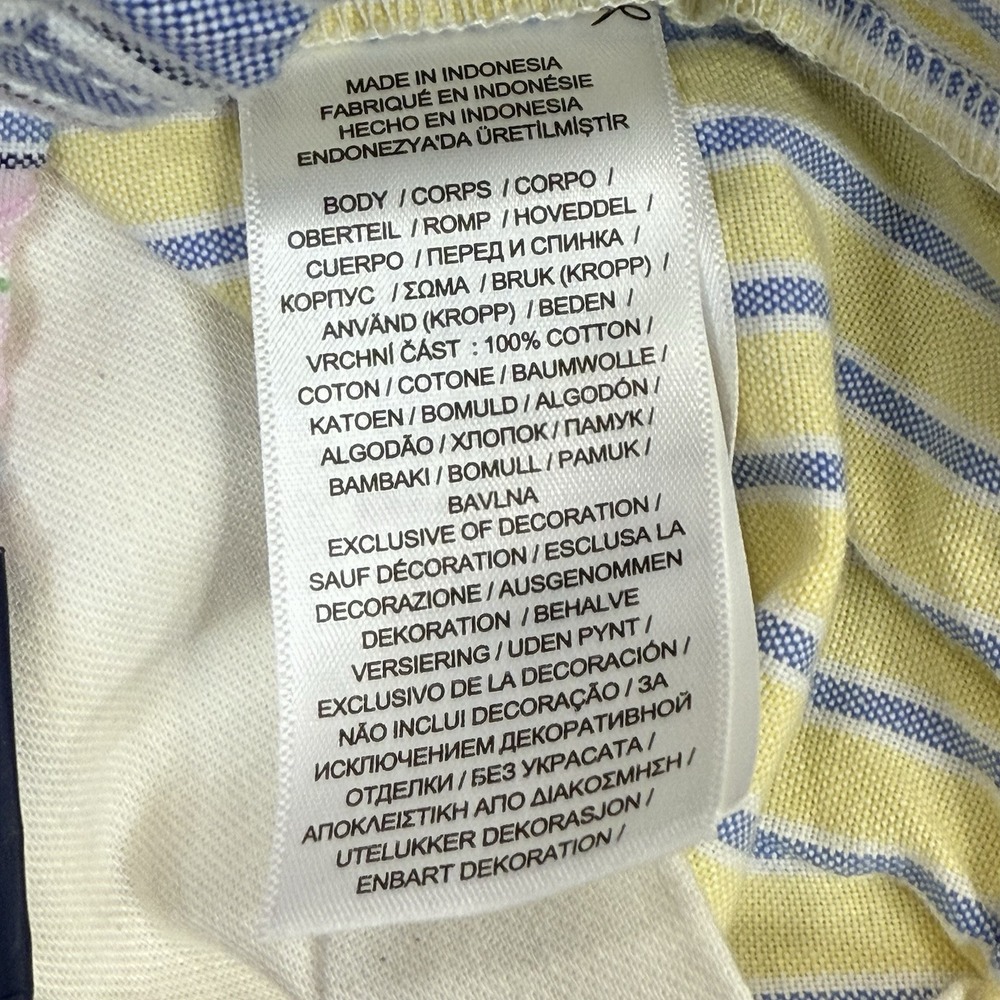 MADE IN INDONESIA
FABRIQUÉ EN INDONÉSIE
HECHO EN INDONESIA
ENDONEZYA'DA ÜRETİLMİŞTİR
BODY / CORPS / CORPO /
OBERTEIL / ROMP / HOVEDDEL /
CUERPO / ПЕРЕД И СПИНКА /
КОРПУС / ΣΩΜΑ / BRUK (KROPP) /
ANVÄND (KROPP) / BEDEN /
VRCHNÍ ČÁST : 100% COTTON /
COTON / COTONE / BAUMWOLLE /
KATOEN / BOMULD / ALGODÓN /
ALGODÃO / ХЛОПОК / ПАМУК /
BAMBAKI / BOMULL / PAMUK /
BAVLNA
EXCLUSIVE OF DECORATION /
SAUF DÉCORATION / ESCLUSA LA
DECORAZIONE / AUSGENOMMEN
DEKORATION / BEHALVE
VERSIERING / UDEN PYNT /
EXCLUSIVO DE LA DECORACIÓN /
NÃO INCLUI DECORAÇÃO / ЗА
ИСКЛЮЧЕНИЕМ ДЕКОРАТИВНОЙ
ОТДЕЛКИ / БЕЗ УКРАСАТА /
ΑΠΟΚΛΕΙΣΤΙΚΗ ΑΠΟ ΔΙΑΚΟΣΜΗΣΗ /
UTELUKKER DEKORASJON /
ENBART DEKORATION /